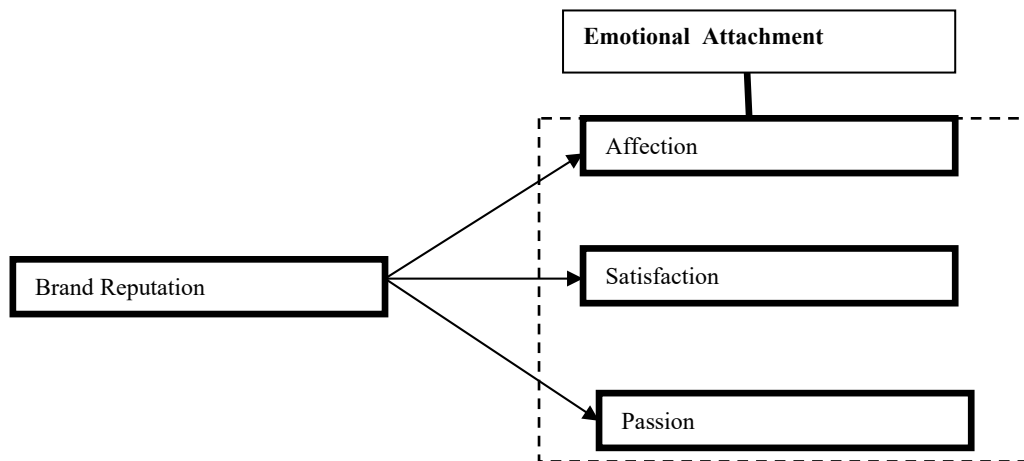 Emotional Attachment
Affection
Brand Reputation
Satisfaction
Passion